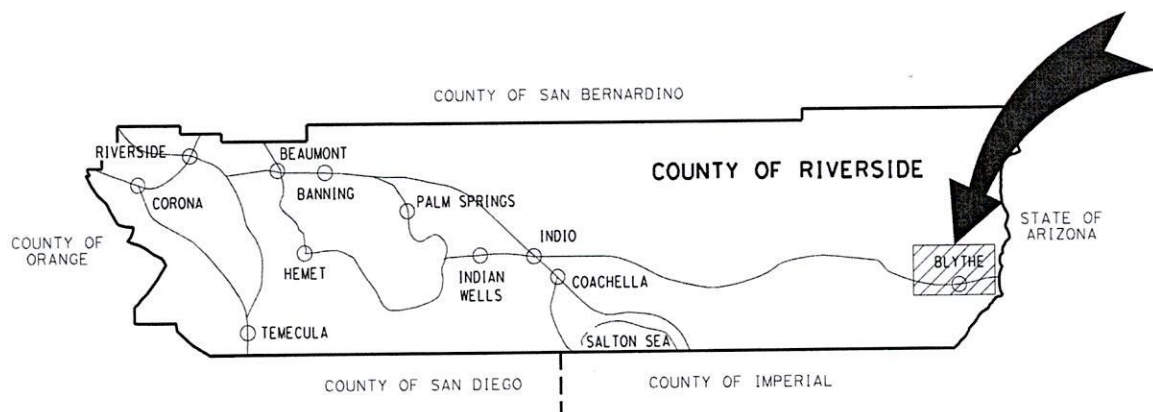 COUNTY OF SAN BERNARDINO
RIVERSIDE
BEAUMONT
COUNTY OF RIVERSIDE
CORONA
BANNING
PALM SPRINGS
STATE OF
ARIZONA
COUNTY OF
ORANGE
INDIO
BLYTHE
HEMET
INDIAN
WELLS
COACHELLA
TEMECULA
SALTON SEA
COUNTY OF SAN DIEGO
COUNTY OF IMPERIAL